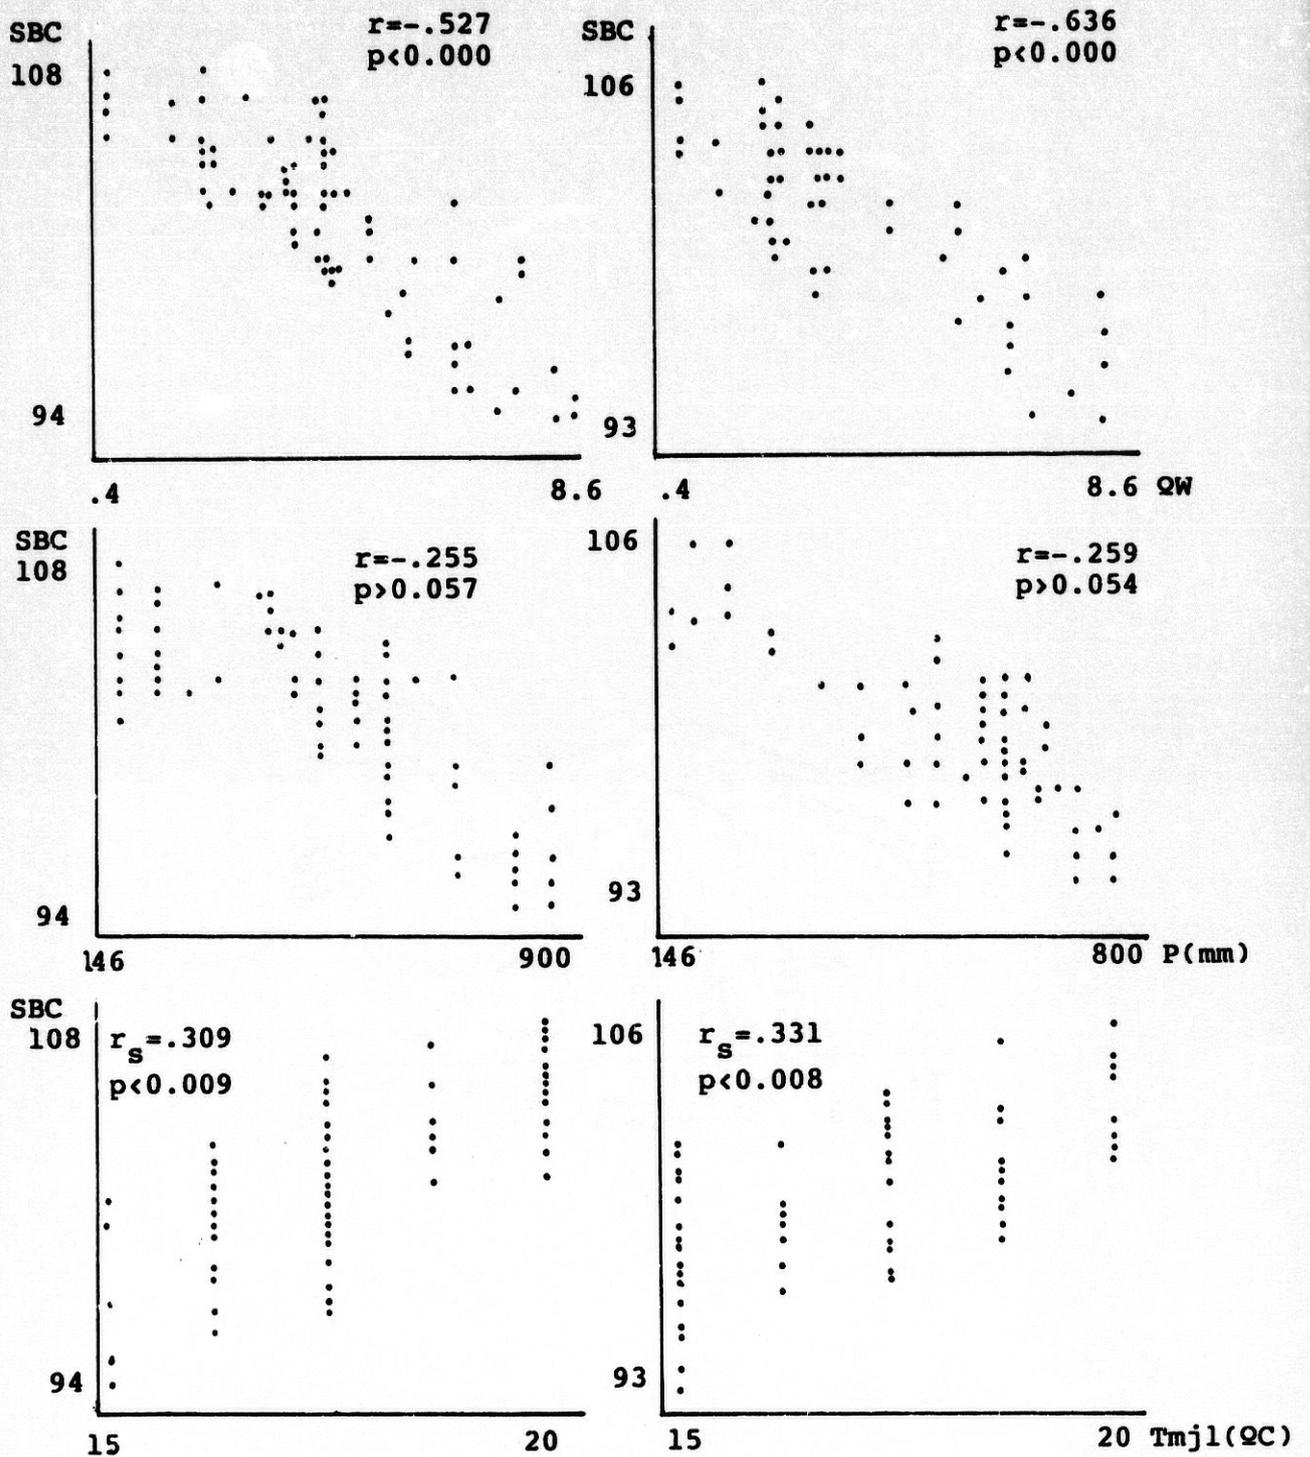 SBC
r=-.527
p<0.000
108
94
.4
8.6
SBC
r=-.636
p<0.000
106
93
.4
8.6 ºW
SBC
108
r=-.255
p>0.057
94
146
900
106
r=-.259
p>0.054
93
146
800 P(mm)
SBC
108
rs=.309
p<0.009
94
15
20
106
rs=.331
p<0.008
93
15
20 Tmjl(ºC)